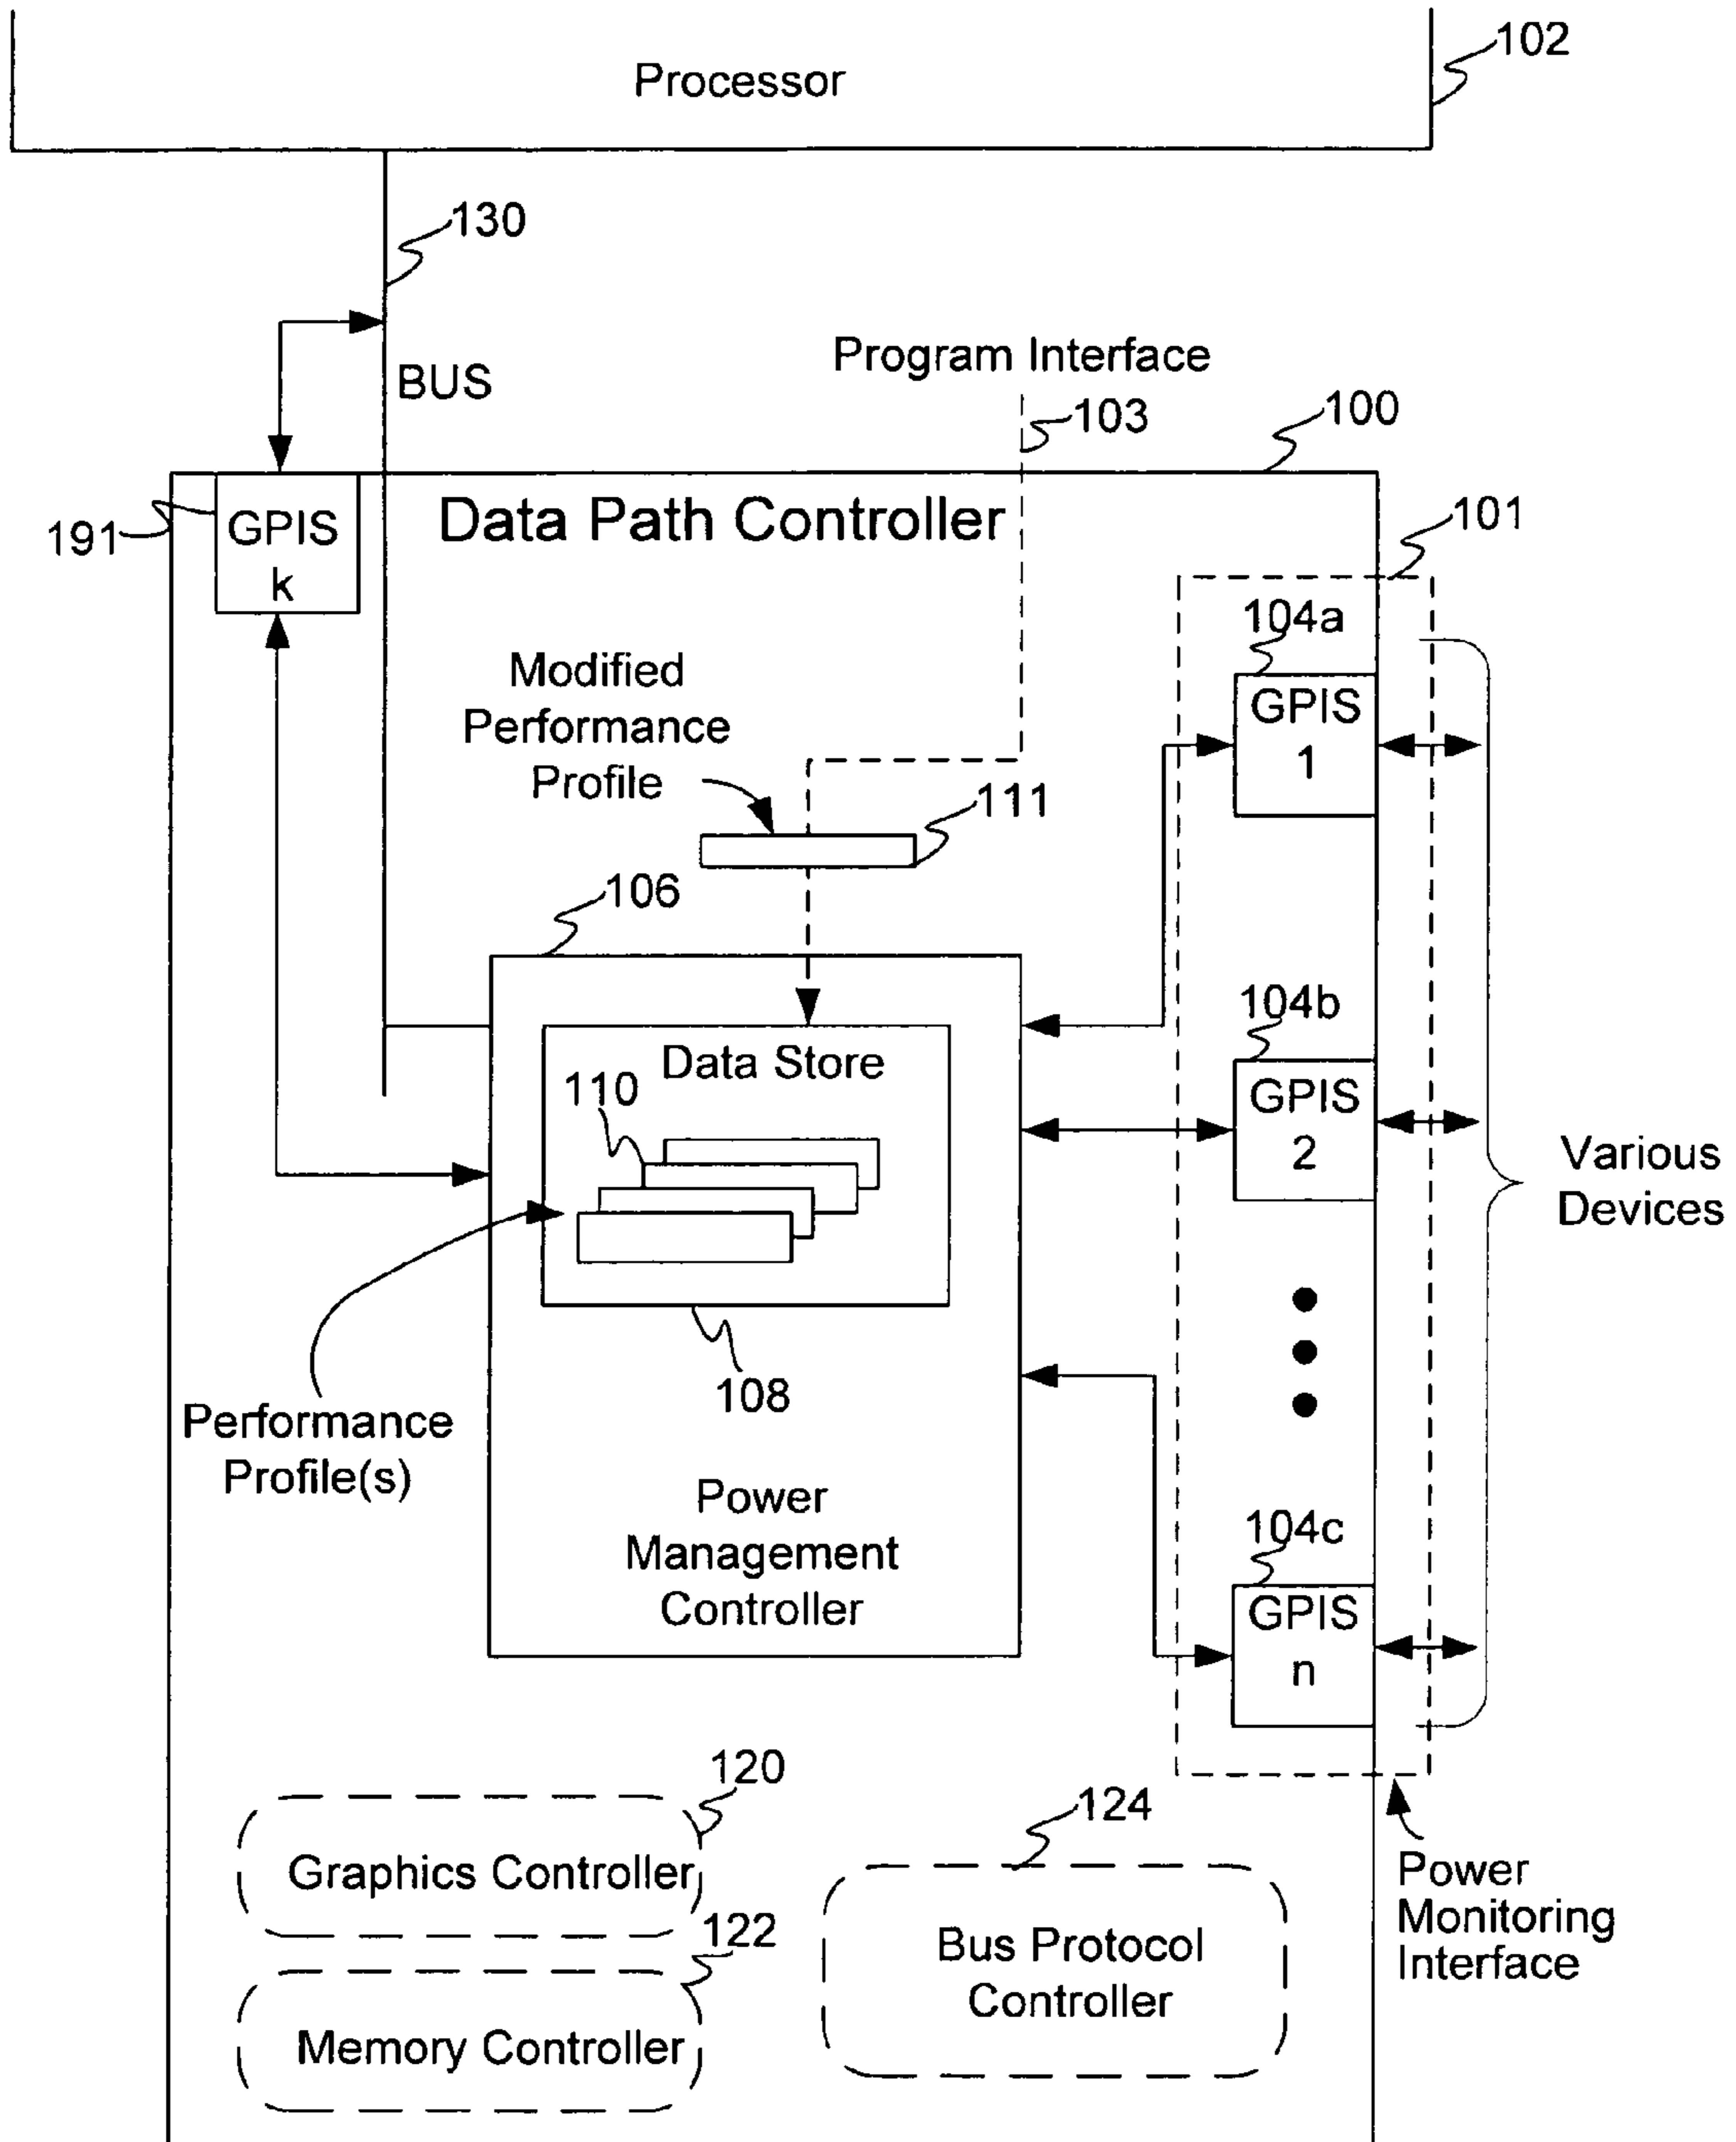 102
Processor
130
BUS
Program Interface
103
100
191
GPIS
k
Data Path Controller
101
104a
GPIS
1
Modified
Performance
Profile
111
106
104b
GPIS
2
Data Store
110
Various
Devices
108
Performance
Profile(s)
Power
Management
Controller
104c
GPIS
n
120
Graphics Controller
124
Bus Protocol
Controller
Power
Monitoring
Interface
122
Memory Controller